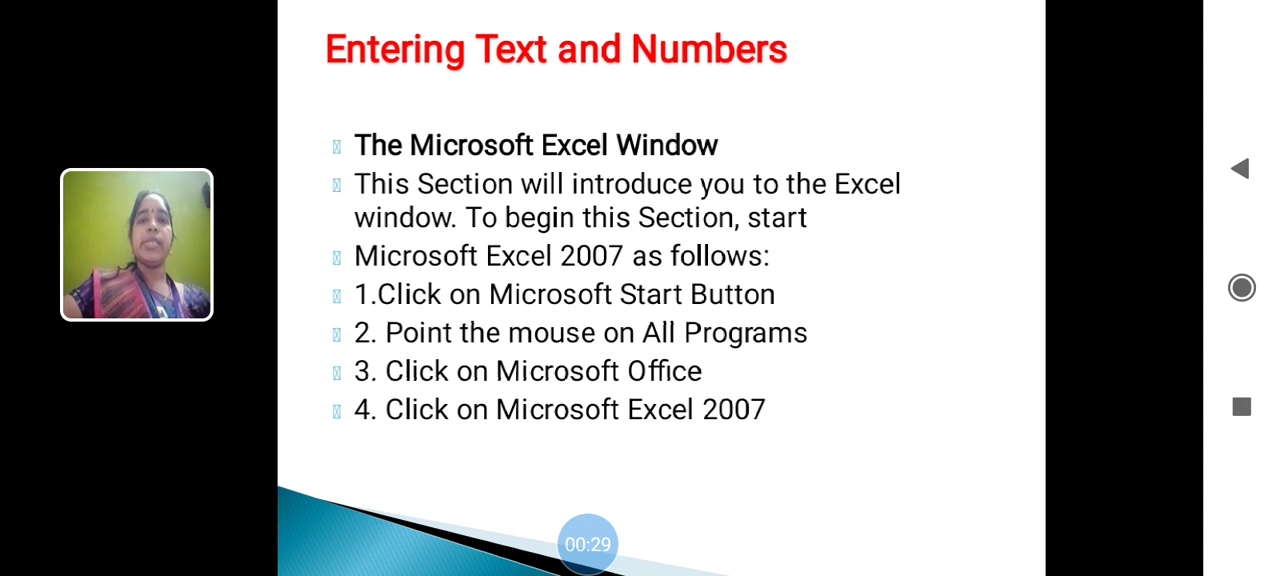 Entering Text and Numbers
The Microsoft Excel Window
This Section will introduce you to the Excel
window. To begin this Section, start
Microsoft Excel 2007 as follows:
1.Click on Microsoft Start Button
2. Point the mouse on All Programs
3. Click on Microsoft Office
4. Click on Microsoft Excel 2007
00:29